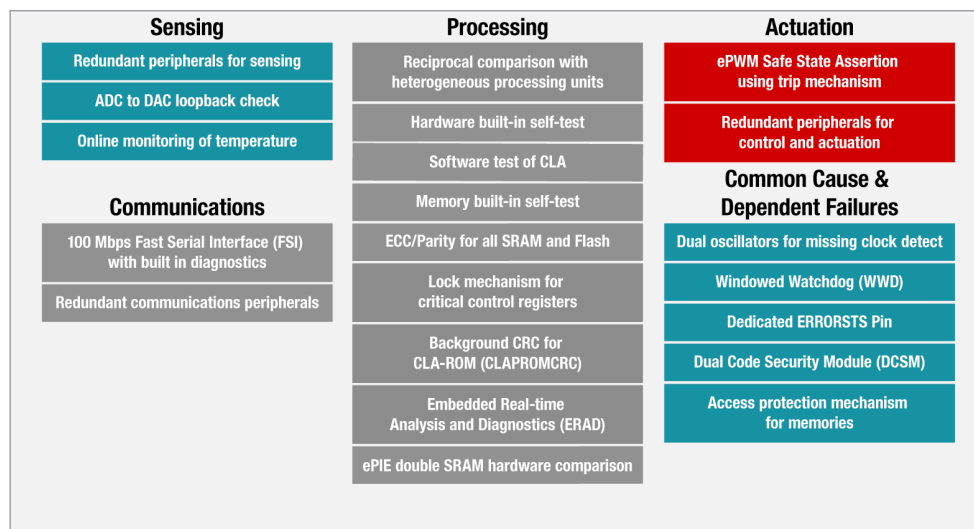 Sensing
Redundant peripherals for sensing
ADC to DAC loopback check
Online monitoring of temperature
Communications
100 Mbps Fast Serial Interface (FSI)
with built in diagnostics
Redundant communications peripherals
Processing
Reciprocal comparison with
heterogeneous processing units
Hardware built-in self-test
Software test of CLA
Memory built-in self-test
ECC/Parity for all SRAM and Flash
Lock mechanism for
critical control registers
Background CRC for
CLA-ROM (CLAPROMCRC)
Embedded Real-time
Analysis and Diagnostics (ERAD)
ePIE double SRAM hardware comparison
Actuation
ePWM Safe State Assertion
using trip mechanism
Redundant peripherals for
control and actuation
Common Cause &
Dependent Failures
Dual oscillators for missing clock detect
Windowed Watchdog (WWD)
Dedicated ERRORSTS Pin
Dual Code Security Module (DCSM)
Access protection mechanism
for memories